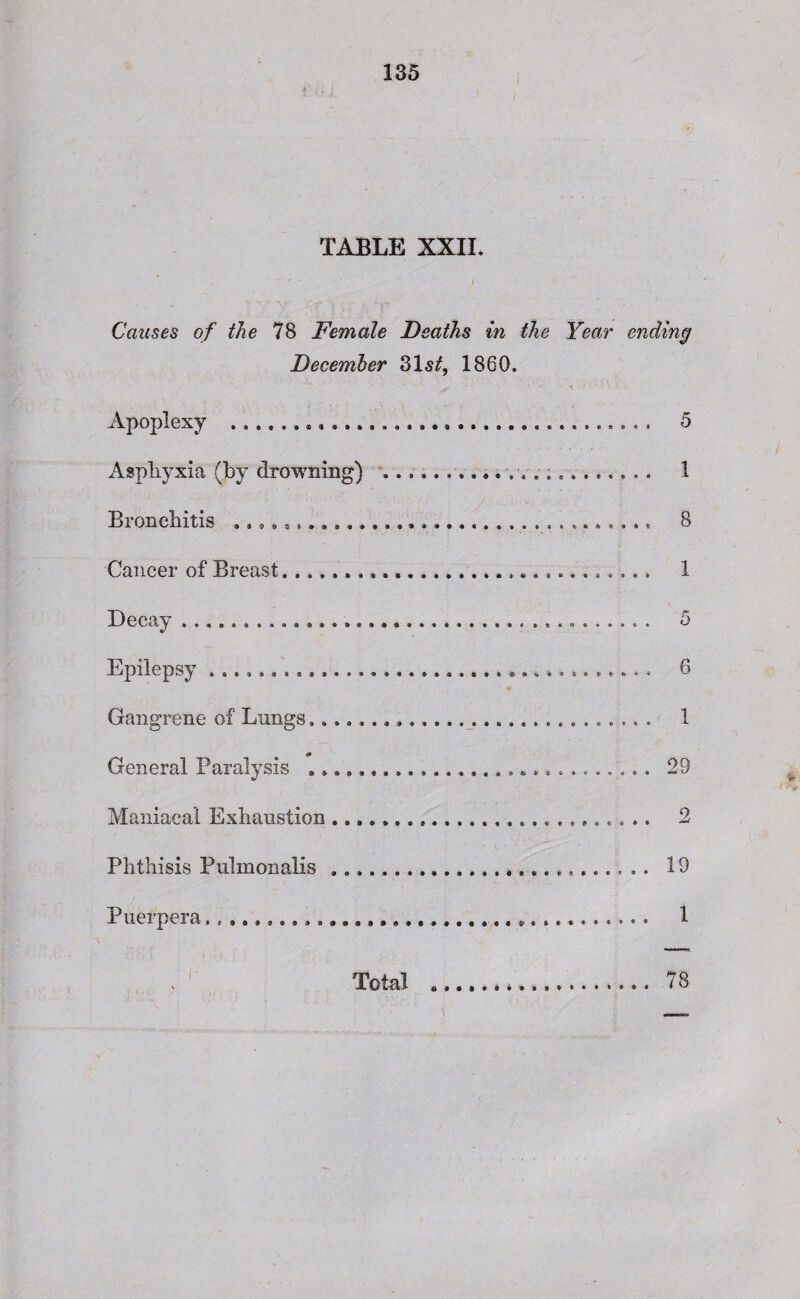 135
TABLE XXII.
Causes of the 78 Female Deaths in the Year ending
December 31st, 1860.
Apoplexy .................................... 5
Asphyxia (by drowning) ...................... 1
Bronchitis .................................. 8
Cancer of Breast............................. 1
Decay ....................................... 5
Epilepsy .................................... 6
Gangrene of Lungs............................ 1
General Paralysis ........................... 29
Maniacal Exhaustion .......................... 2
Phthisis Pulmonalis .......................... 19
Puerpera..................................... 1
Total .................. 78